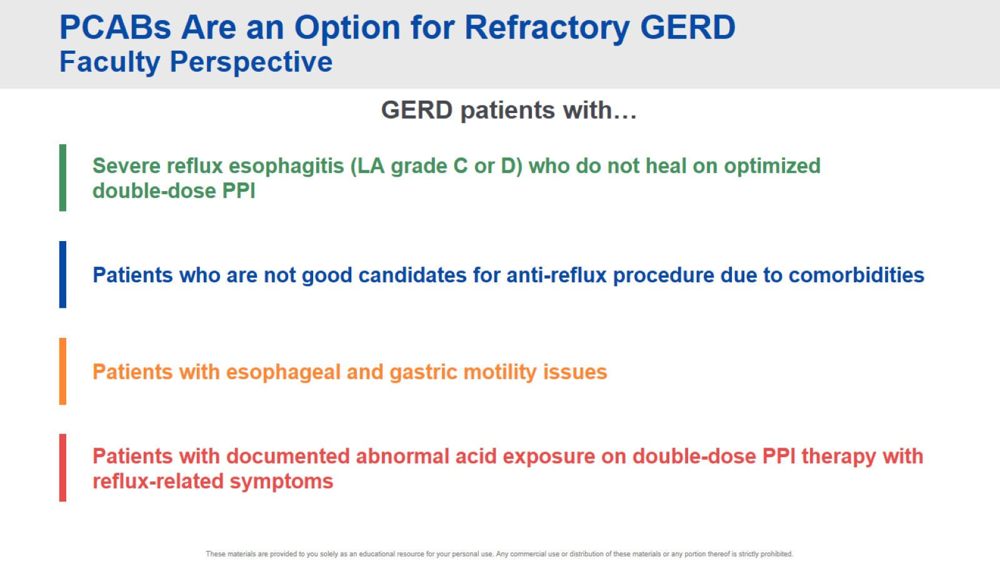 PCABs Are an Option for Refractory GERD
Faculty Perspective
GERD patients with…
Severe reflux esophagitis (LA grade C or D) who do not heal on optimized
double-dose PPI
Patients who are not good candidates for anti-reflux procedure due to comorbidities
Patients with esophageal and gastric motility issues
Patients with documented abnormal acid exposure on double-dose PPI therapy with
reflux-related symptoms
These materials are provided to you solely as an educational resource for your personal use. Any commercial use or distribution of these materials or any portion thereof is strictly prohibited.